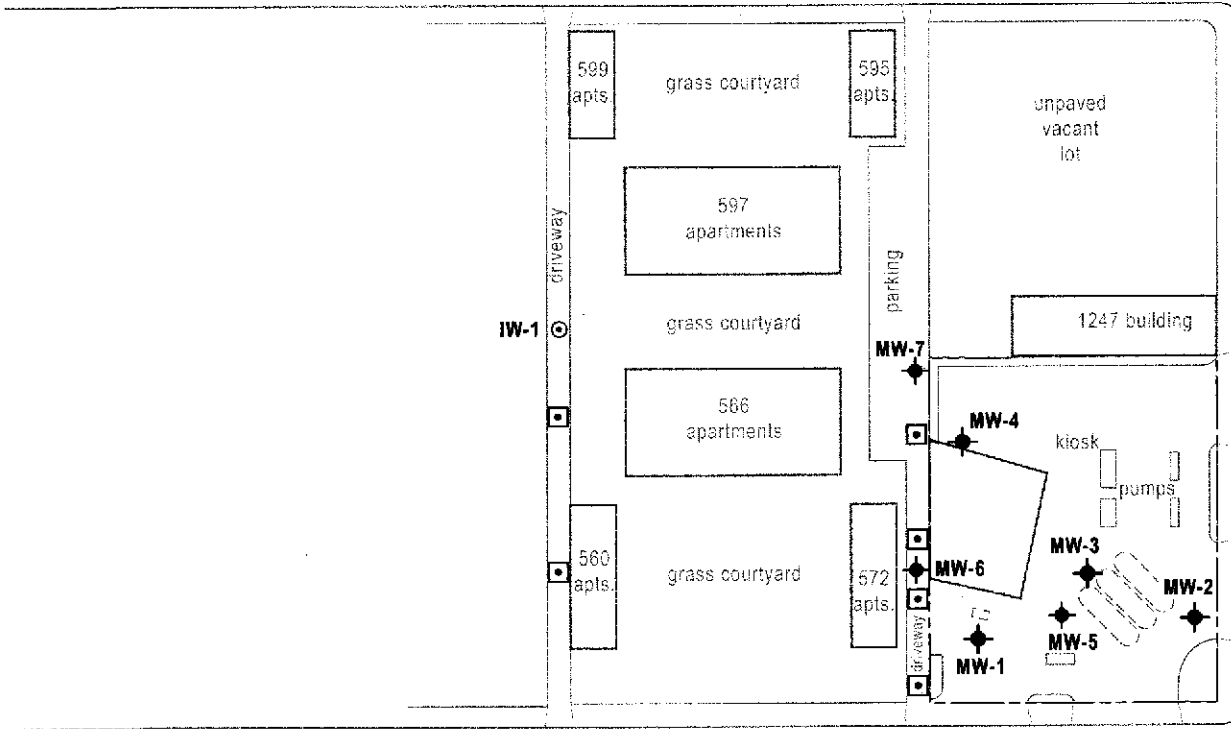 599
apts.
grass courtyard
595
apts.
unpaved
vacant
lot
driveway
597
apartments
parking
IW-1
grass courtyard
1247 building
MW-7
566
apartments
MW-4
kiosk
pumps
560
apts.
grass courtyard
572
apts.
MW-6
MW-3
MW-2
driveway
MW-1
MW-5